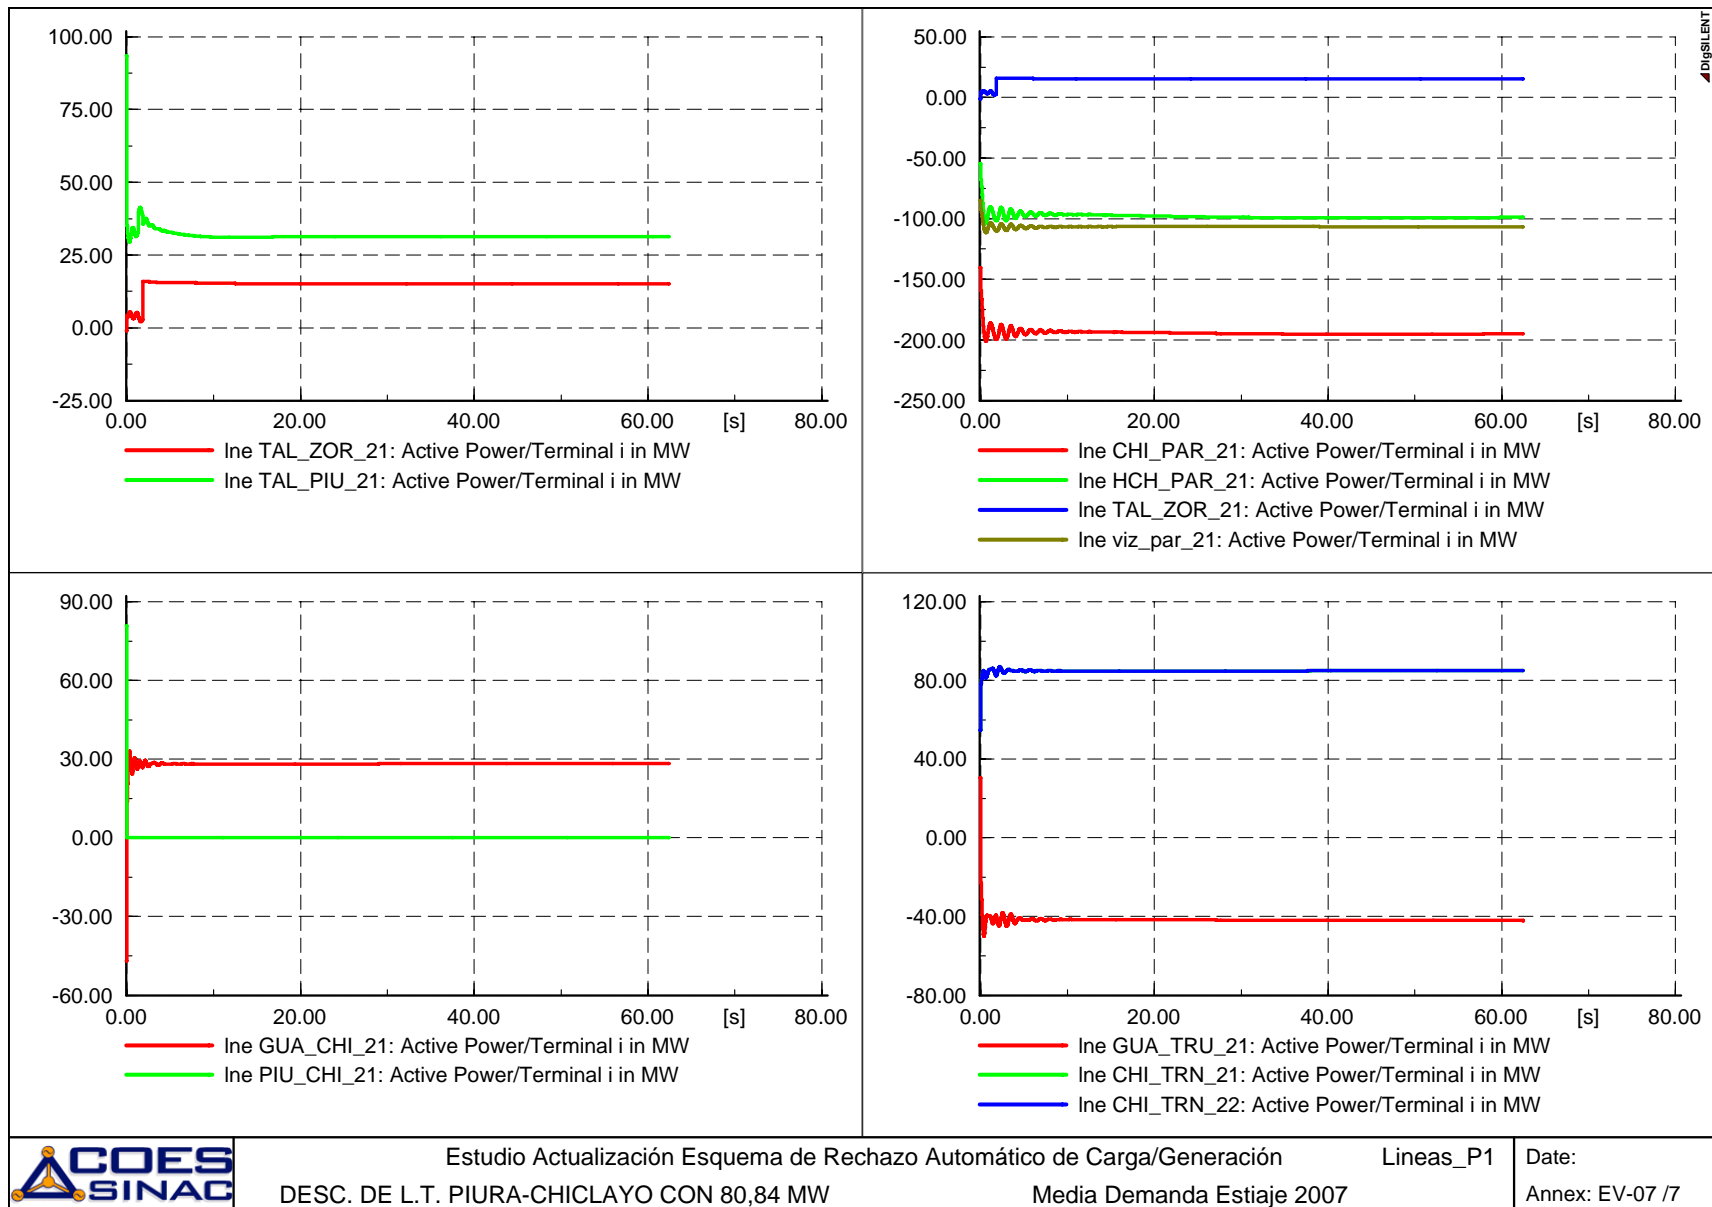 100.00
75.00
50.00
25.00
0.00
-25.00
0.00 20.00 40.00 60.00 [s] 80.00
lne TAL_ZOR_21: Active Power/Terminal i in MW
lne TAL_PIU_21: Active Power/Terminal i in MW
50.00
0.00
-50.00
-100.00
-150.00
-200.00
-250.00
0.00 20.00 40.00 60.00 [s] 80.00
lne CHI_PAR_21: Active Power/Terminal i in MW
lne HCH_PAR_21: Active Power/Terminal i in MW
lne TAL_ZOR_21: Active Power/Terminal i in MW
lne viz_par_21: Active Power/Terminal i in MW
DIgSILENT
90.00
60.00
30.00
0.00
-30.00
-60.00
0.00 20.00 40.00 60.00 [s] 80.00
lne GUA_CHI_21: Active Power/Terminal i in MW
lne PIU_CHI_21: Active Power/Terminal i in MW
120.00
80.00
40.00
0.00
-40.00
-80.00
0.00 20.00 40.00 60.00 [s] 80.00
lne GUA_TRU_21: Active Power/Terminal i in MW
lne CHI_TRN_21: Active Power/Terminal i in MW
lne CHI_TRN_22: Active Power/Terminal i in MW
COES
SINAC
Estudio Actualización Esquema de Rechazo Automático de Carga/Generación Lineas_P1
DESC. DE L.T. PIURA-CHICLAYO CON 80,84 MW Media Demanda Estiaje 2007
Date:
Annex: EV-07 /7